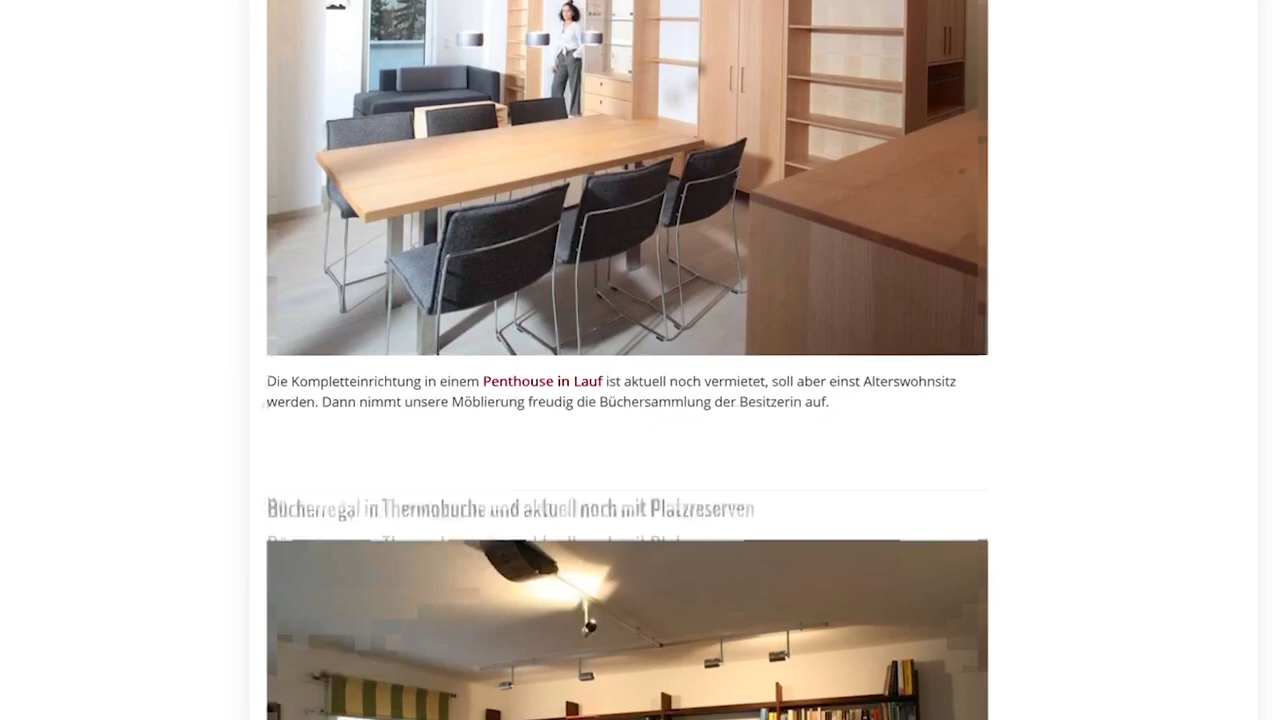 Die Kompletteinrichtung in einem Penthouse in Lauf ist aktuell noch vermietet, soll aber einst Alterswohnsitz
werden. Dann nimmt unsere Möblierung freudig die Büchersammlung der Besitzerin auf.
Bücherregal in Thermobuche und aktuell noch mit Platzreserven